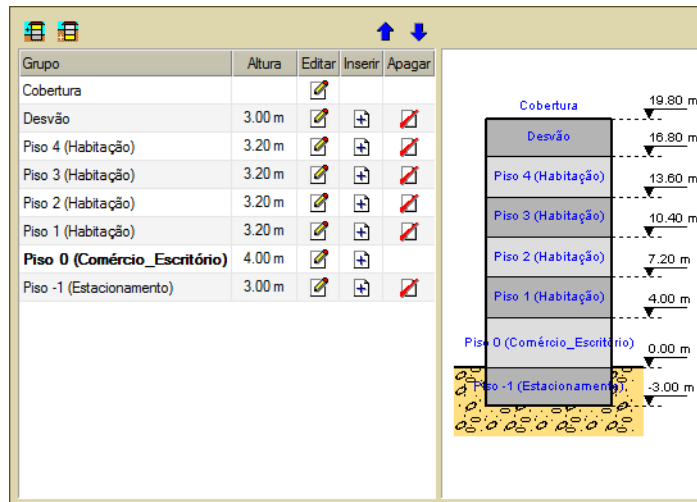 Grupo Altura Editar Inserir Apagar
Cobertura
Desvão 3.00 m
Piso 4 (Habitação) 3.20 m
Piso 3 (Habitação) 3.20 m
Piso 2 (Habitação) 3.20 m
Piso 1 (Habitação) 3.20 m
Piso 0 (Comércio_Escritório) 4.00 m
Piso -1 (Estacionamento) 3.00 m
Cobertura 19.80 m
Desvão 16.80 m
Piso 4 (Habitação) 13.60 m
Piso 3 (Habitação) 10.40 m
Piso 2 (Habitação) 7.20 m
Piso 1 (Habitação) 4.00 m
Piso 0 (Comércio_Escritório) 0.00 m
Piso -1 (Estacionamento) -3.00 m